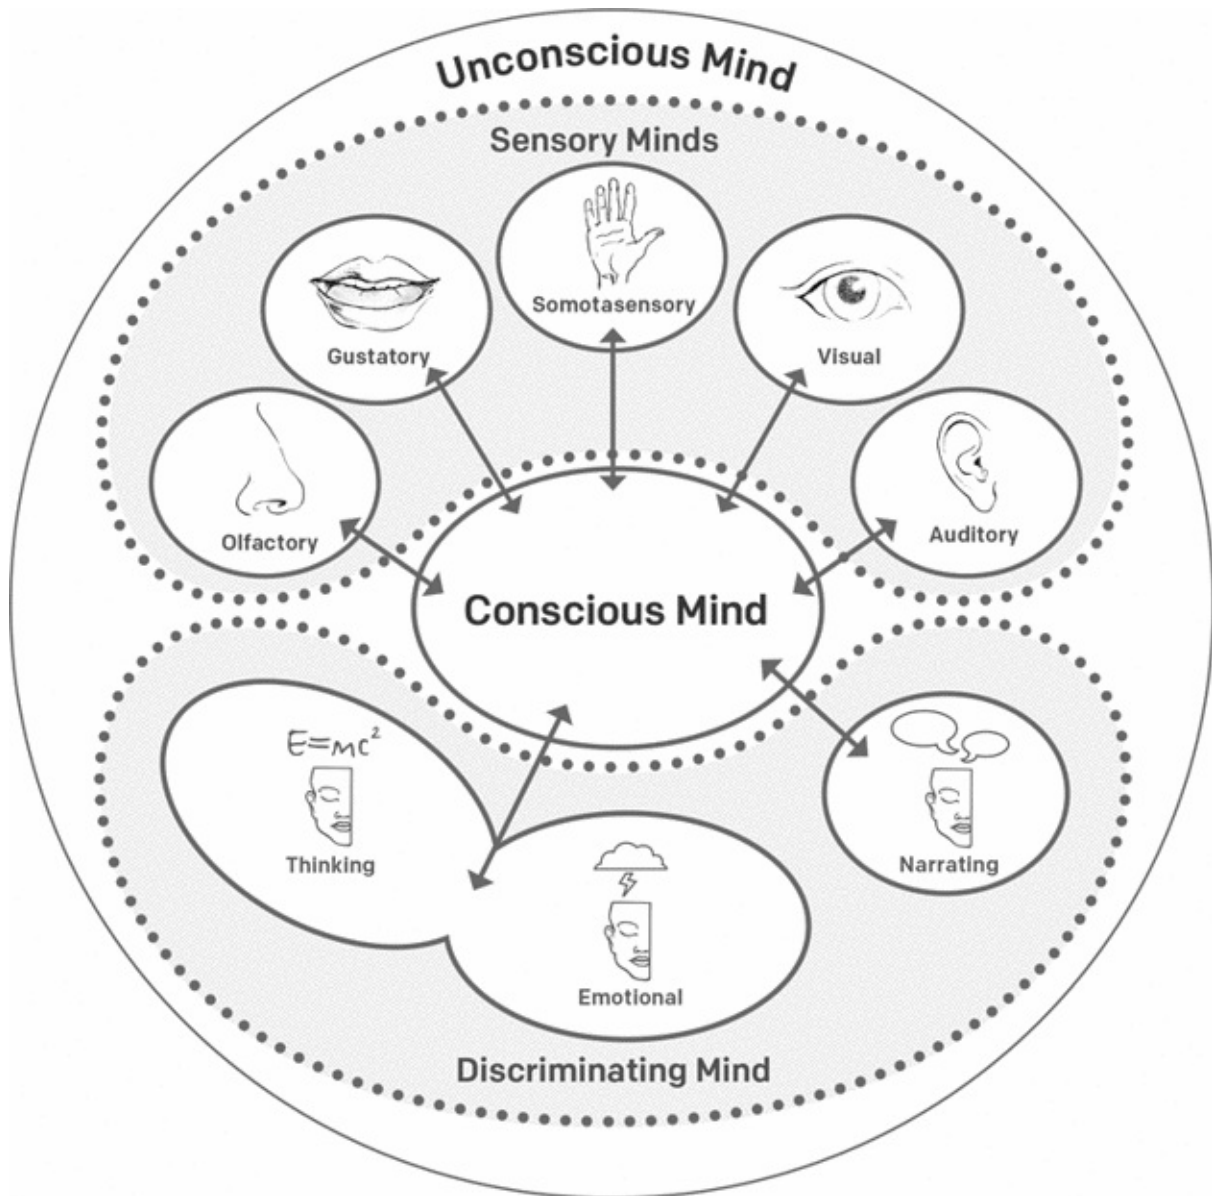 Unconscious Mind
Sensory Minds
Somotasensory
Gustatory
Visual
Olfactory
Auditory
Conscious Mind
E=mc²
Thinking
Narrating
Emotional
Discriminating Mind